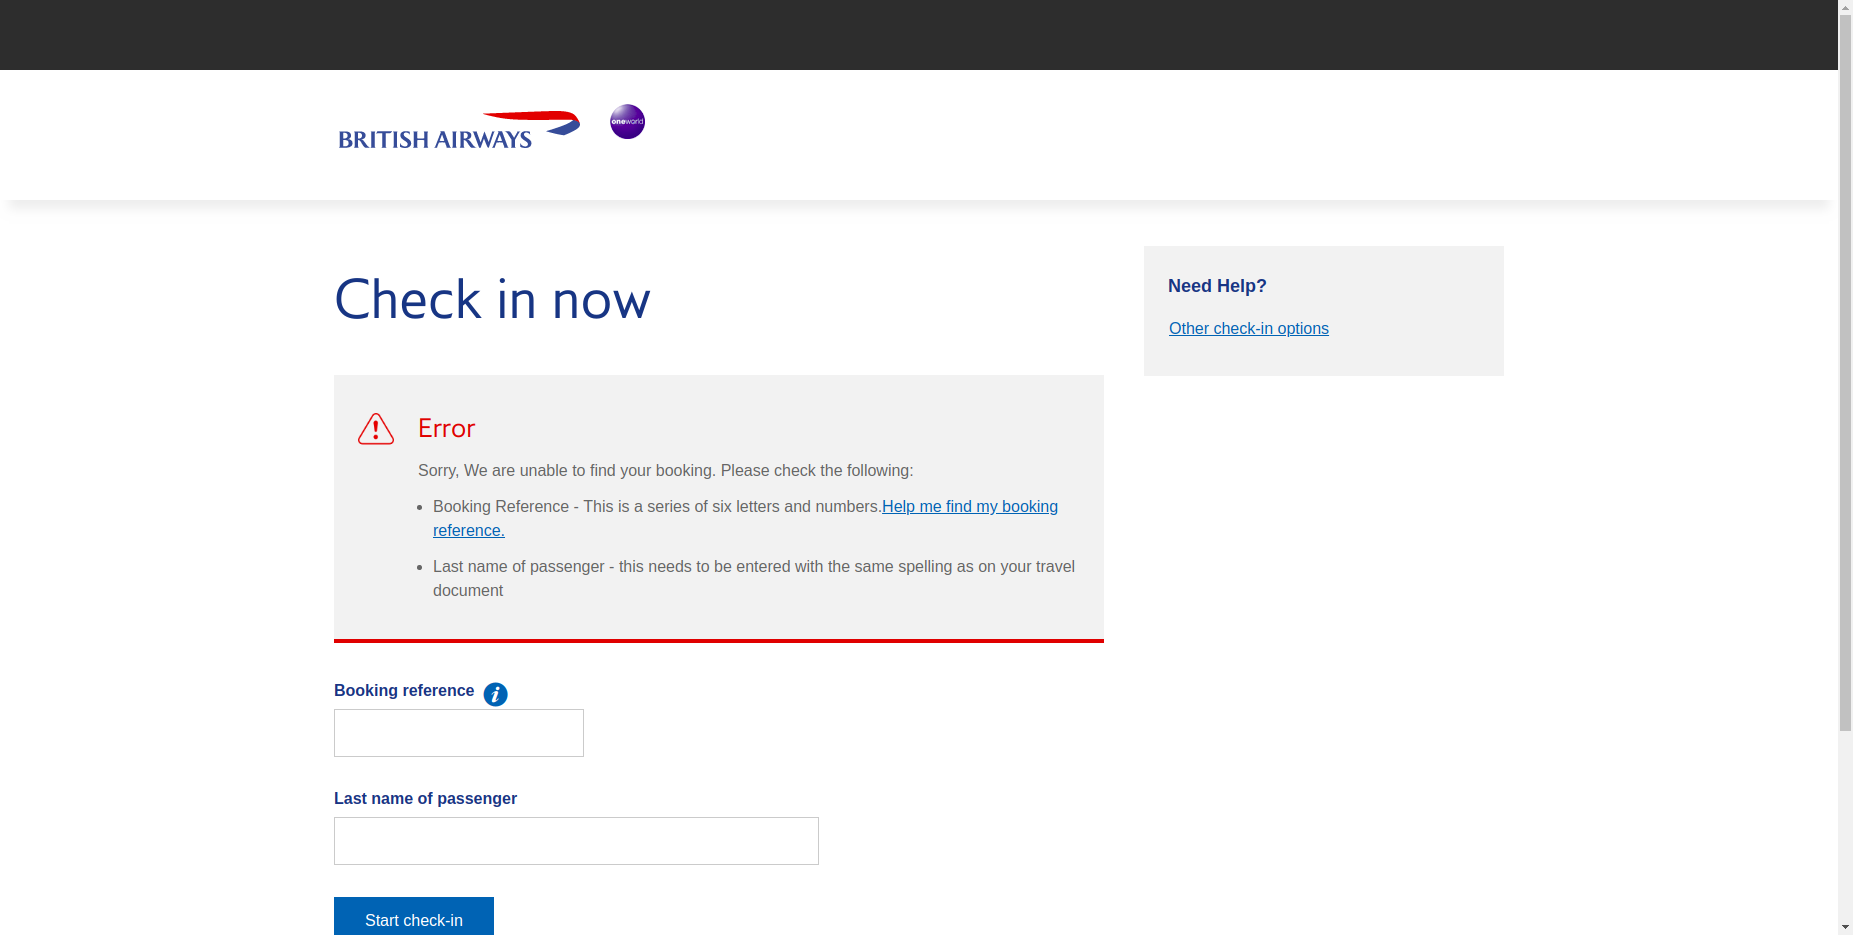 BRITISH AIRWAYS
oneworld
Check in now
Need Help?
Other check-in options
Error
Sorry, We are unable to find your booking. Please check the following:
Booking Reference - This is a series of six letters and numbers.Help me find my booking
reference.
Last name of passenger - this needs to be entered with the same spelling as on your travel
document
Booking reference i
Last name of passenger
Start check-in